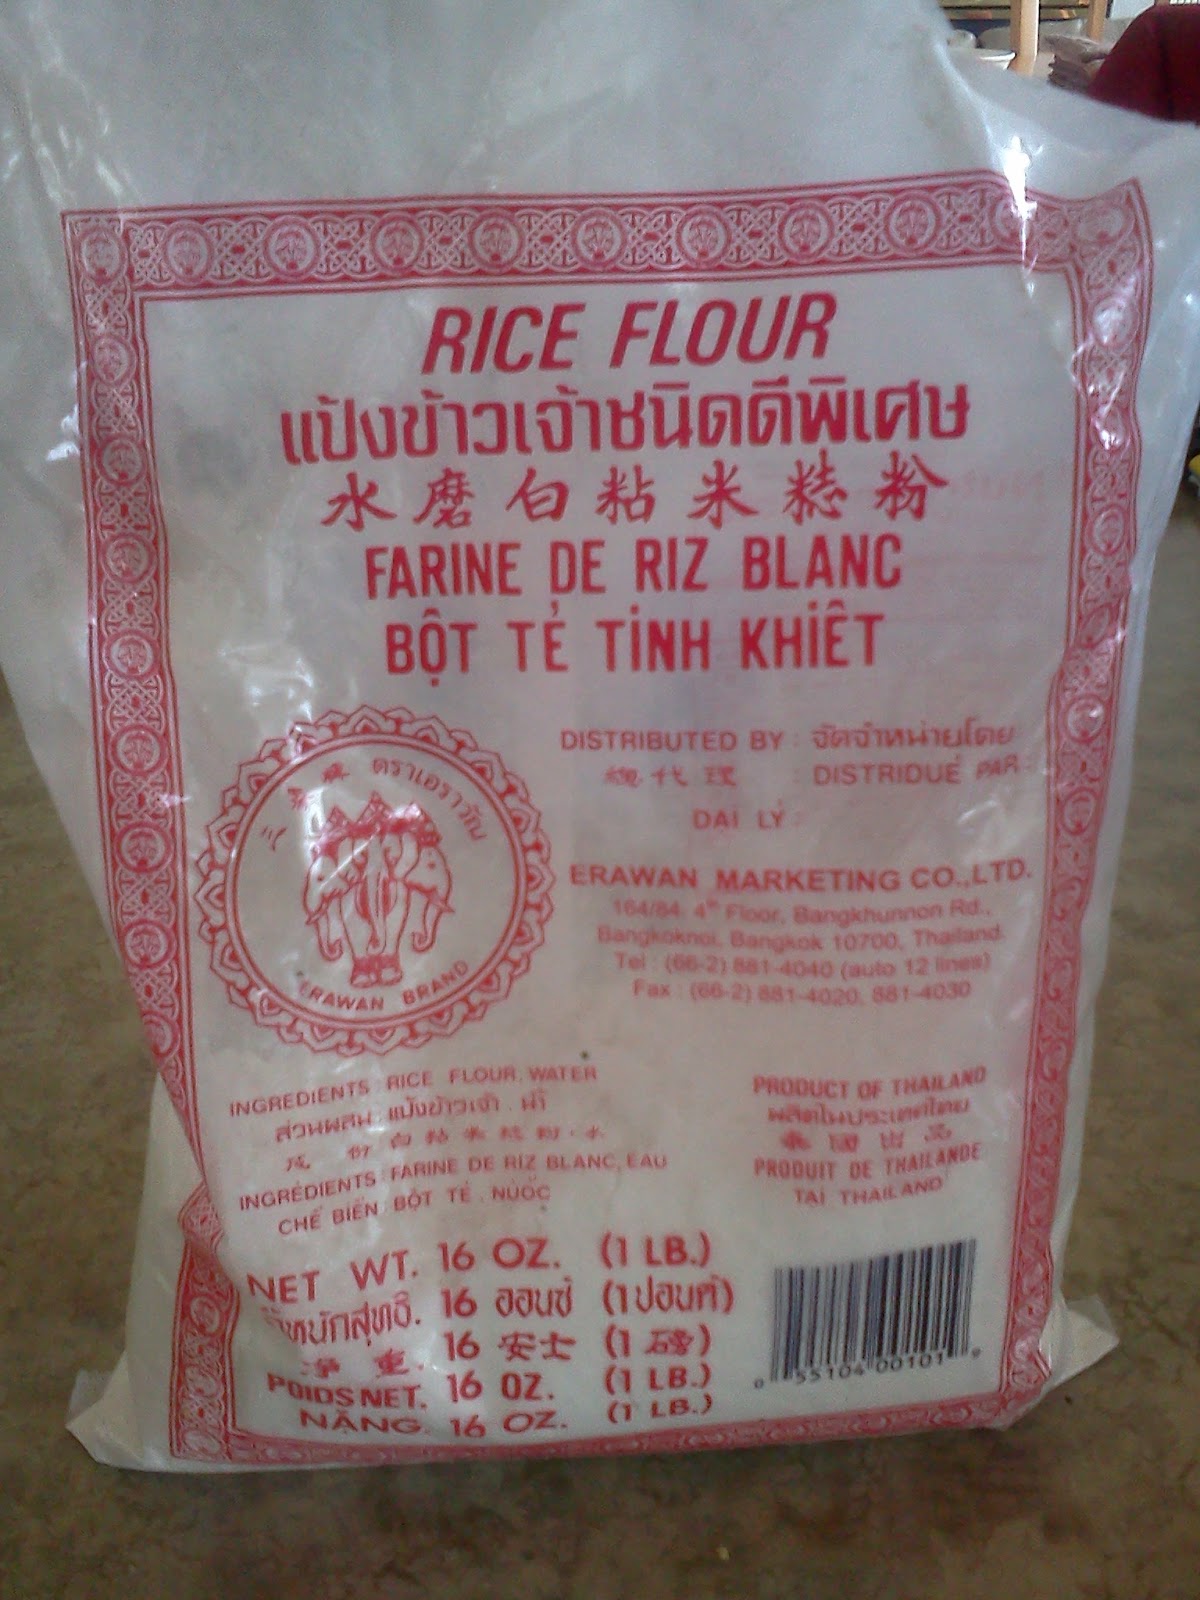 RICE FLOUR
แป้งข้าวเจ้าชนิดดีพิเศษ
水磨白粘米粉
FARINE DE RIZ BLANC
BỘT TẺ TINH KHIẾT
DISTRIBUTED BY : จัดจำหน่ายโดย
總代理 : DISTRIDUÉ PAR :
DẠI LÝ :
ตราเอราวัณ
ERAWAN BRAND
ERAWAN MARKETING CO.,LTD.
164/84. 4th Floor, Bangkhunnon Rd.,
Bangkoknoi, Bangkok 10700, Thailand.
Tel : (66-2) 881-4040 (auto 12 lines)
Fax : (66-2) 881-4020, 881-4030
INGREDIENTS : RICE FLOUR, WATER
ส่วนผสม : แป้งข้าวเจ้า , น้ำ
INGRÉDIENTS : FARINE DE RIZ BLANC, EAU
CHẾ BIẾN : BỘT TẺ , NUỐC
PRODUCT OF THAILAND
ผลิตในประเทศไทย
泰國出品
PRODUIT DE THAILANDE
TAI THAILAND
NET WT. 16 OZ. (1 LB.)
น้ำหนักสุทธิ. 16 ออนซ์ (1 ปอนด์)
淨重. 16 安士 (1 磅)
POIDS NET. 16 OZ. (1 LB.)
NẶNG. 16 OZ. (1 LB.)
0 55104 00101 9